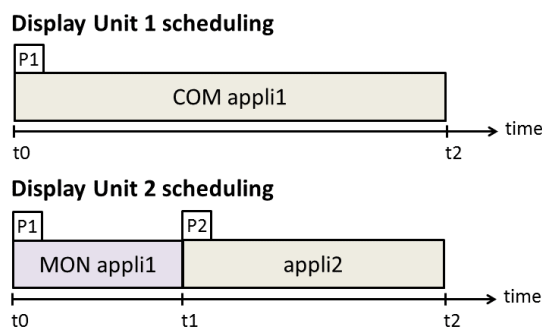 Display Unit 1 scheduling
P1
COM appli1
time
t0 t2
Display Unit 2 scheduling
P1 P2
MON appli1 appli2
time
t0 t1 t2